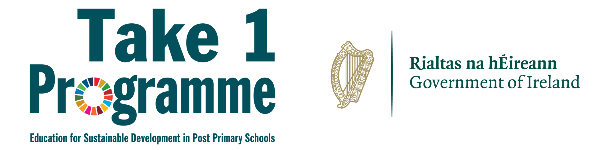 Take 1
Programme
Education for Sustainable Development in Post Primary Schools
Rialtas na hÉireann
Government of Ireland